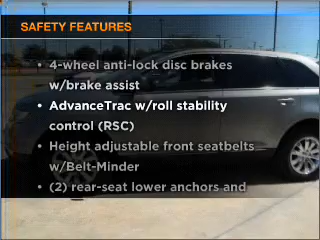 SAFETY FEATURES
• 4-wheel anti-lock disc brakes
w/brake assist
• AdvanceTrac w/roll stability
control (RSC)
• Height adjustable front seatbelts
w/Belt-Minder
• (2) rear-seat lower anchors and